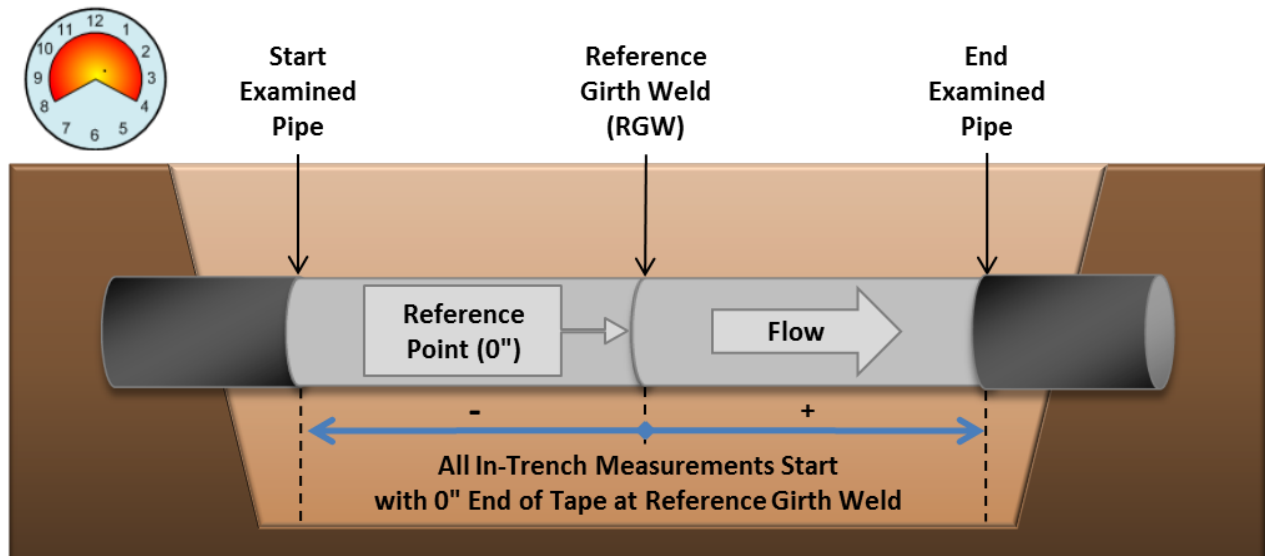 12
11
1
10
2
9
3
8
4
7
5
6
Start
Examined
Pipe
Reference
Girth Weld
(RGW)
End
Examined
Pipe
Reference
Point (0")
Flow
-
+
All In-Trench Measurements Start
with 0" End of Tape at Reference Girth Weld